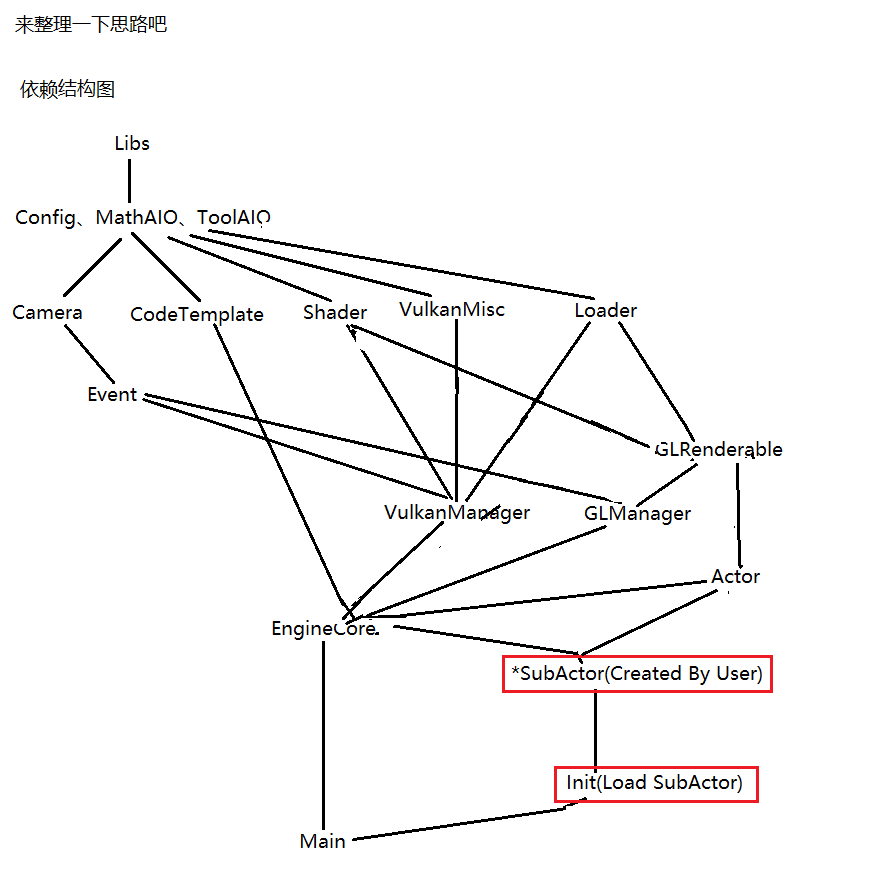 来整理一下思路吧
依赖结构图
Libs
Config、MathAIO、ToolAIO
Camera
CodeTemplate
Shader
VulkanMisc
Loader
Event
GLRenderable
VulkanManager
GLManager
Actor
EngineCore
*SubActor(Created By User)
Init(Load SubActor)
Main